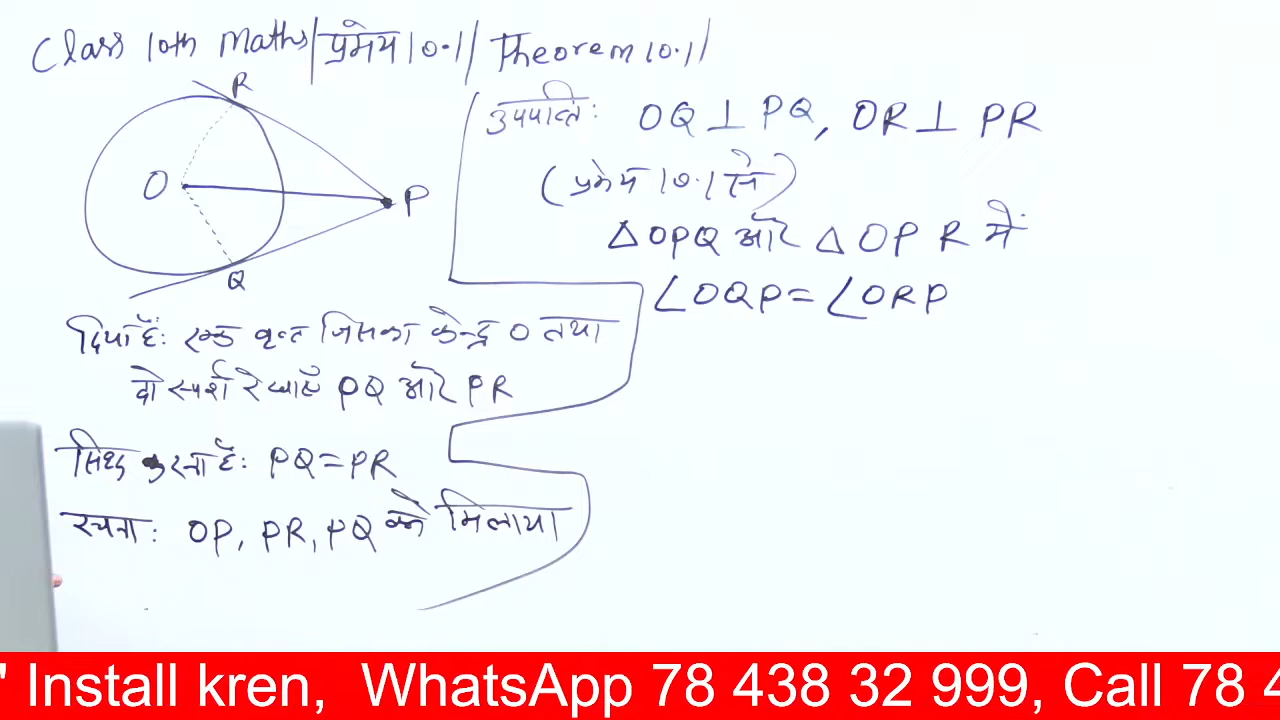 Class 10th Maths/प्रमेय 10.1/ Theorem 10.1/
R
O
P
Q
दिया है: एक वृत्त जिसका केन्द्र O तथा
दो स्पर्श रेखाएँ PQ और PR
सिध्द करना है: PQ=PR
रचना: OP, PR, PQ को मिलाया
उपपत्ति: OQ ⊥ PQ, OR ⊥ PR
(प्रमेय 10.1 से)
△OPQ और △OPR में
∠OQP = ∠ORP
' Install kren, WhatsApp 78 438 32 999, Call 78 4